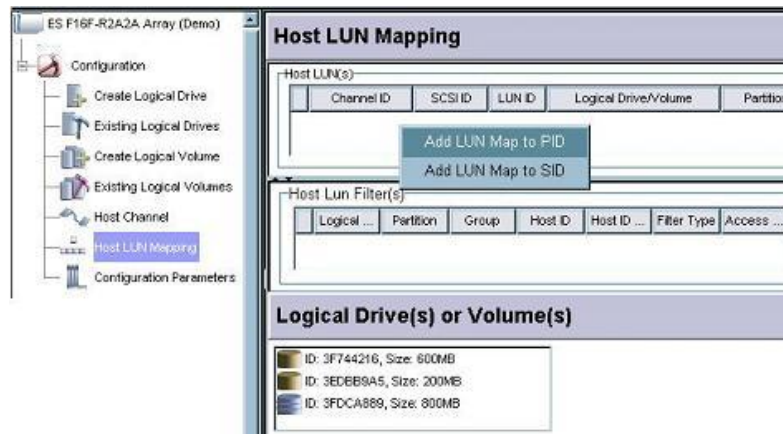 ES F16F-R2A2A Array (Demo)
Configuration
Create Logical Drive
Existing Logical Drives
Create Logical Volume
Existing Logical Volumes
Host Channel
Host LUN Mapping
Configuration Parameters
Host LUN Mapping
Host LUN(s)
Channel ID SCSI ID LUN ID Logical Drive/Volume Partitio
Add LUN Map to PID
Add LUN Map to SID
Host Lun Filter(s)
Logical ... Partition Group Host ID Host ID ... Filter Type Access ...
Logical Drive(s) or Volume(s)
ID: 3F744216, Size: 600MB
ID: 3EDBB9A5, Size: 200MB
ID: 3FDCA889, Size: 800MB